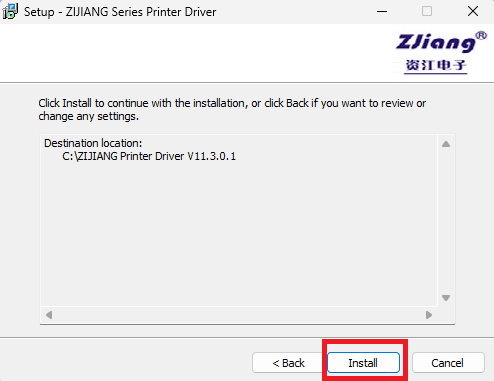 Setup - ZIJIANG Series Printer Driver
ZJiang®
资江电子
Click Install to continue with the installation, or click Back if you want to review or
change any settings.
Destination location:
C:\ZIJIANG Printer Driver V11.3.0.1
< Back
Install
Cancel